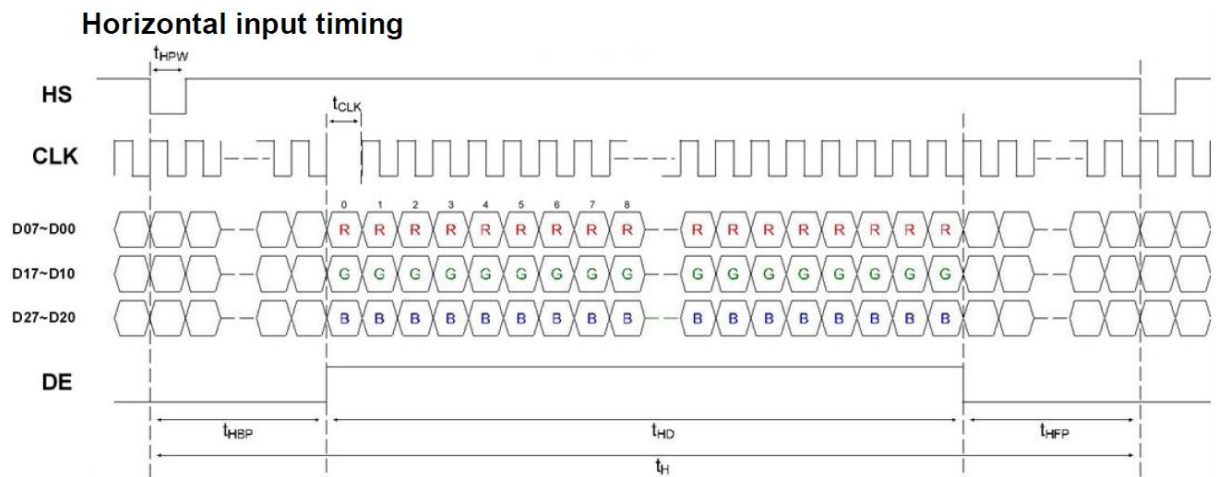 Horizontal input timing
tHPW
HS
tCLK
CLK
0 1 2 3 4 5 6 7 8
D07~D00 R R R R R R R R R R R R R R R R R
D17~D10 G G G G G G G G G G G G G G G G G
D27~D20 B B B B B B B B B B B B B B B B B
DE
tHBP tHD tHFP
tH